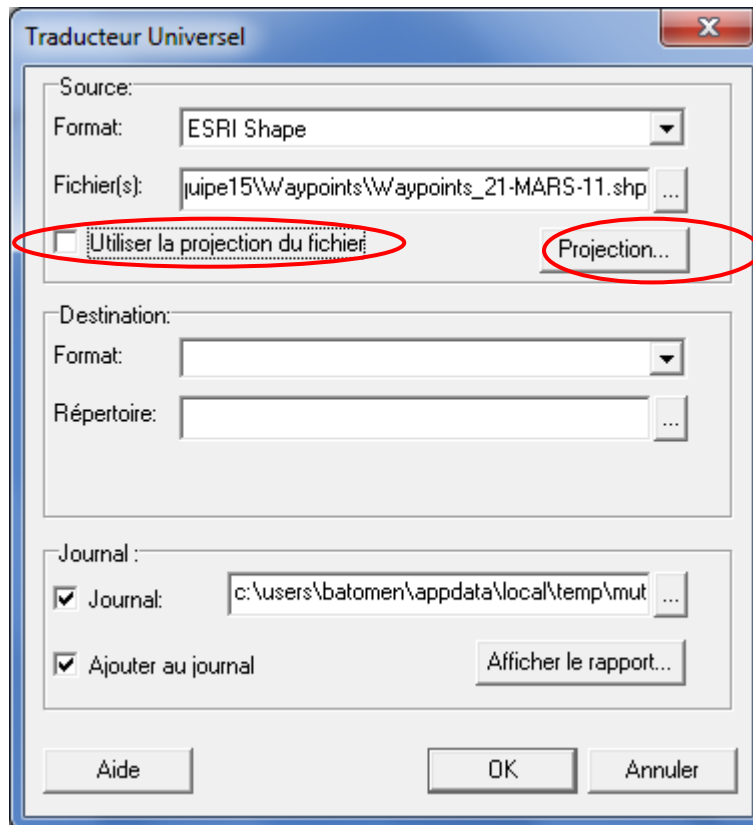 Traducteur Universel
Source:
Format: ESRI Shape
Fichier(s): uipe15\Waypoints\Waypoints_21-MARS-11.shp ...
Utiliser la projection du fichier Projection...
Destination:
Format:
Répertoire: ...
Journal :
Journal: c:\users\batomen\appdata\local\temp\mut ...
Ajouter au journal Afficher le rapport...
Aide OK Annuler